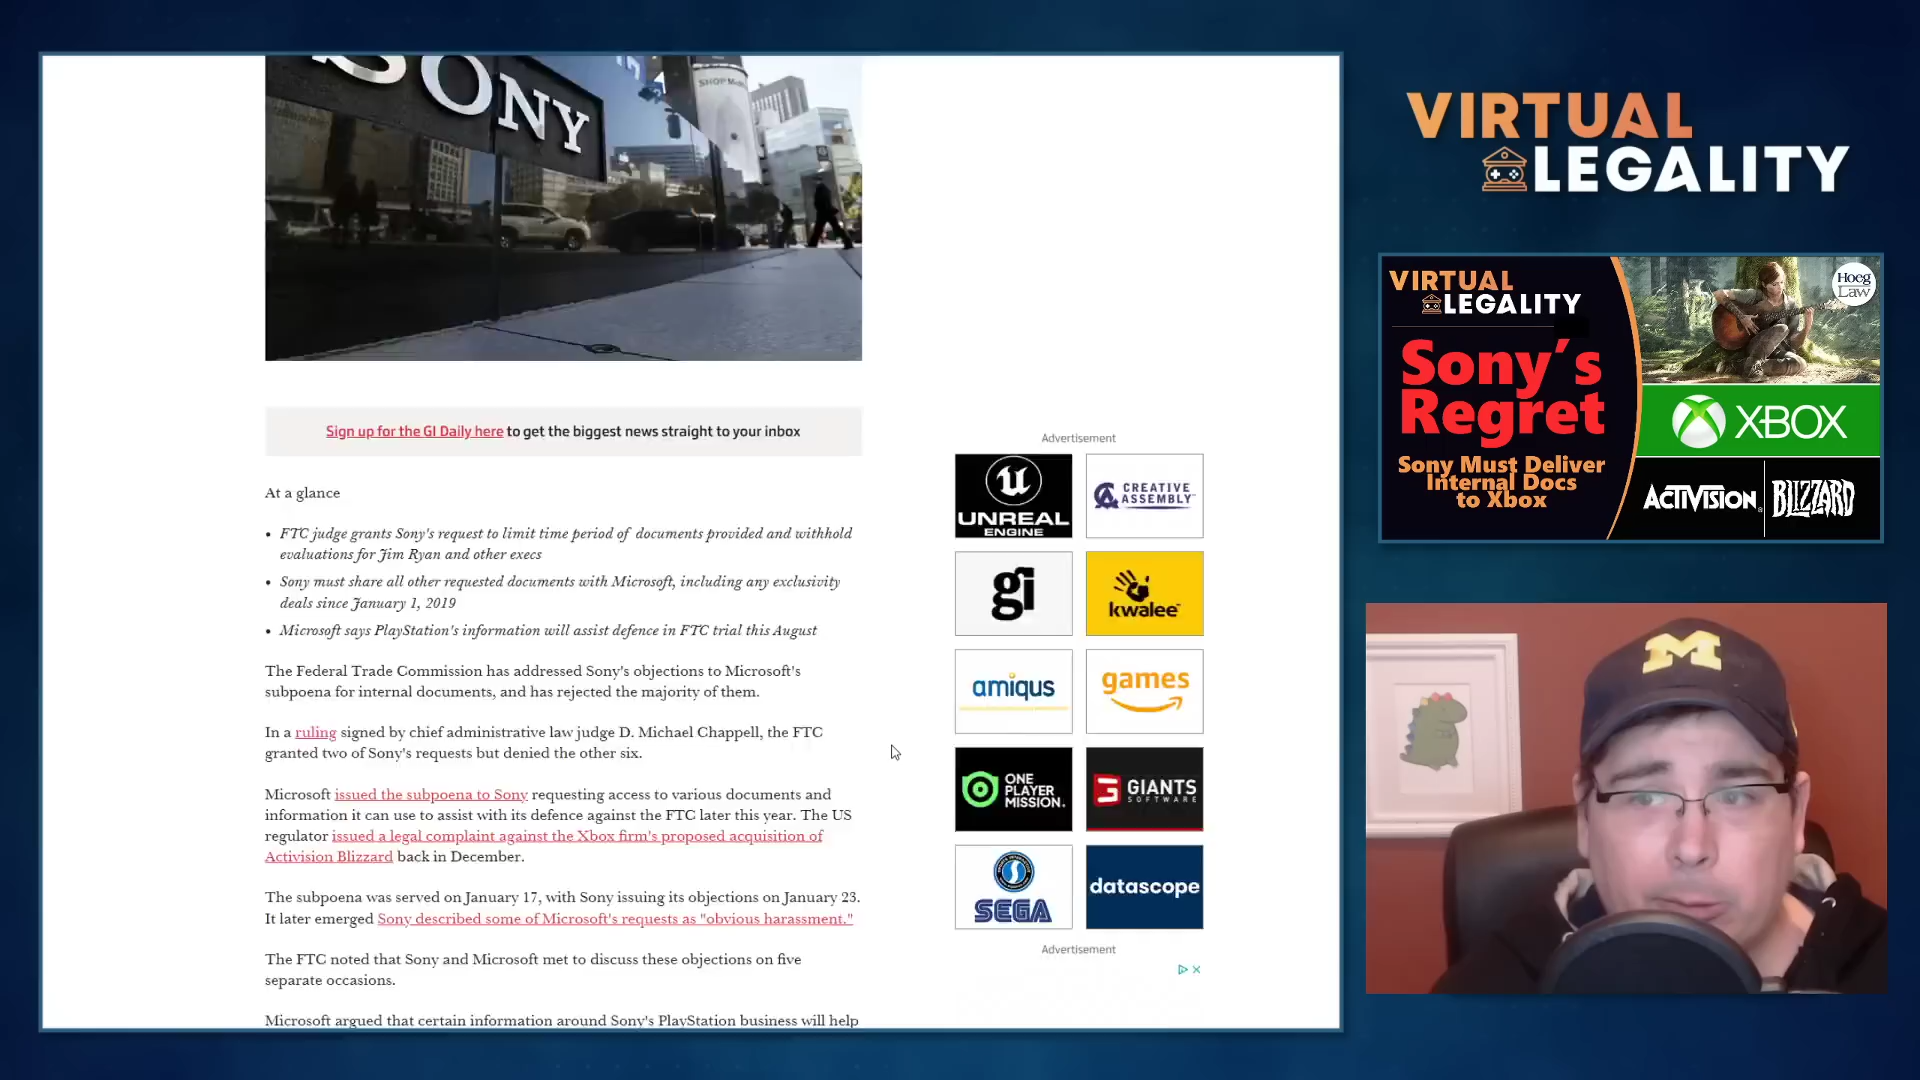 SONY
SHOP
Sign up for the GI Daily here to get the biggest news straight to your inbox
At a glance
• FTC judge grants Sony's request to limit time period of documents provided and withhold
evaluations for Jim Ryan and other execs
• Sony must share all other requested documents with Microsoft, including any exclusivity
deals since January 1, 2019
• Microsoft says PlayStation's information will assist defence in FTC trial this August
The Federal Trade Commission has addressed Sony's objections to Microsoft's
subpoena for internal documents, and has rejected the majority of them.
In a ruling signed by chief administrative law judge D. Michael Chappell, the FTC
granted two of Sony's requests but denied the other six.
Microsoft issued the subpoena to Sony requesting access to various documents and
information it can use to assist with its defence against the FTC later this year. The US
regulator issued a legal complaint against the Xbox firm's proposed acquisition of
Activision Blizzard back in December.
The subpoena was served on January 17, with Sony issuing its objections on January 23.
It later emerged Sony described some of Microsoft's requests as "obvious harassment."
The FTC noted that Sony and Microsoft met to discuss these objections on five
separate occasions.
Microsoft argued that certain information around Sony's PlayStation business will help
Advertisement
UNREAL
ENGINE
CREATIVE
ASSEMBLY
gi
kwalee
amiqus
games
ONE
PLAYER
MISSION.
GIANTS
SOFTWARE
SEGA
datascope
Advertisement
VIRTUAL
LEGALITY
VIRTUAL
LEGALITY
Hoeg
Law
Sony's
Regret
Sony Must Deliver
Internal Docs
to Xbox
XBOX
ACTIVISION
BLIZZARD
M